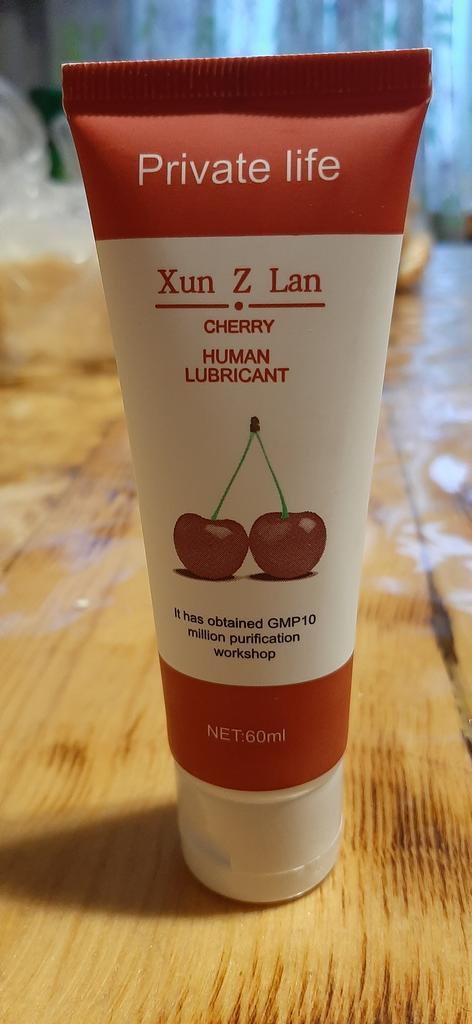 Private life
Xun Z Lan
CHERRY
HUMAN
LUBRICANT
It has obtained GMP10
million purification
workshop
NET:60ml